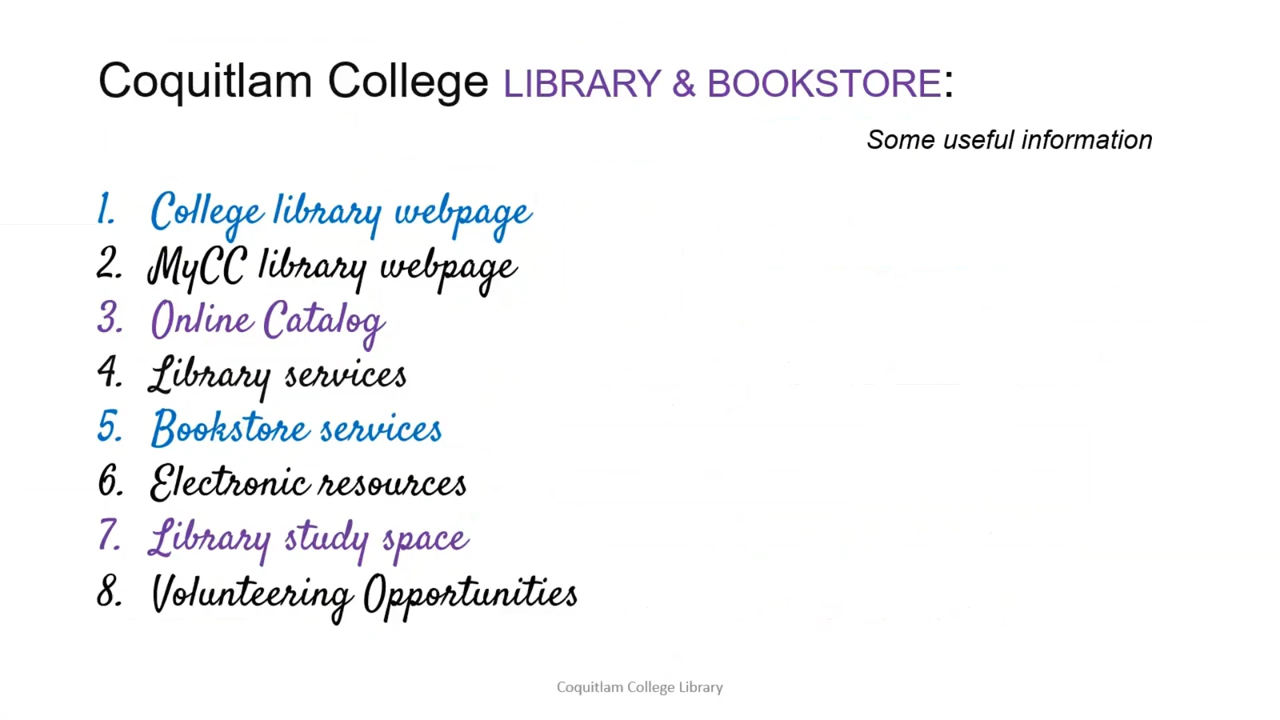 Coquitlam College LIBRARY & BOOKSTORE:
Some useful information
1. College library webpage
2. MyCC library webpage
3. Online Catalog
4. Library services
5. Bookstore services
6. Electronic resources
7. Library study space
8. Volunteering Opportunities
Coquitlam College Library